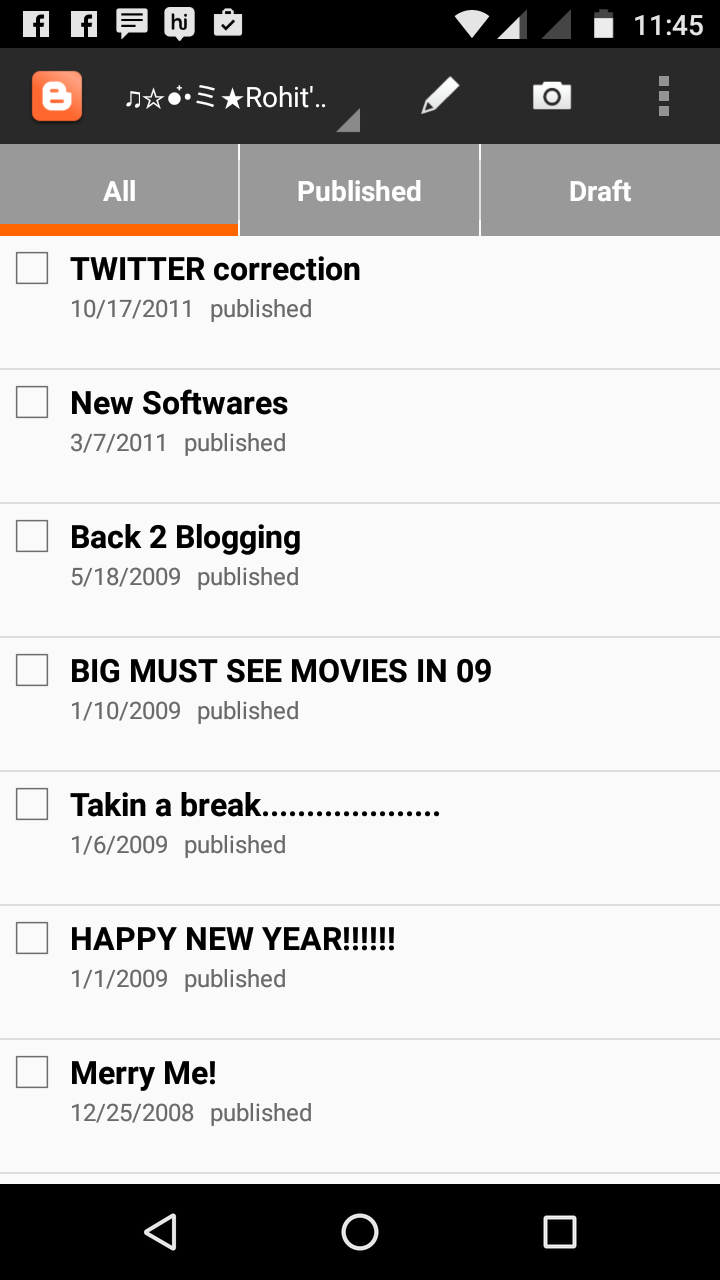 11:45
♫☆●̊•ミ★Rohit'..
All Published Draft
TWITTER correction
10/17/2011 published
New Softwares
3/7/2011 published
Back 2 Blogging
5/18/2009 published
BIG MUST SEE MOVIES IN 09
1/10/2009 published
Takin a break....................
1/6/2009 published
HAPPY NEW YEAR!!!!!!
1/1/2009 published
Merry Me!
12/25/2008 published